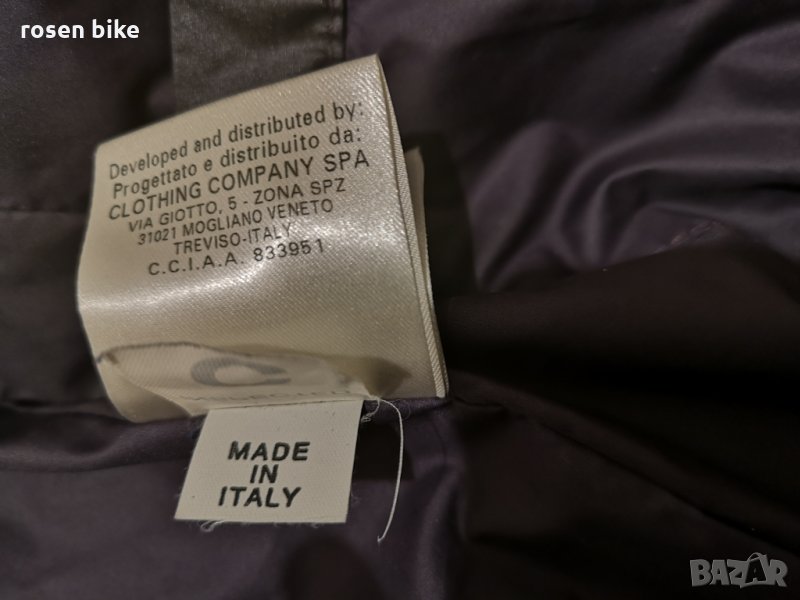 rosen bike
Developed and distributed by:
Progettato e distribuito da:
CLOTHING COMPANY SPA
VIA GIOTTO, 5 - ZONA SPZ
31021 MOGLIANO VENETO
TREVISO-ITALY
C.C.I.A.A. 833951
C
MADE
IN
ITALY
BAZAR